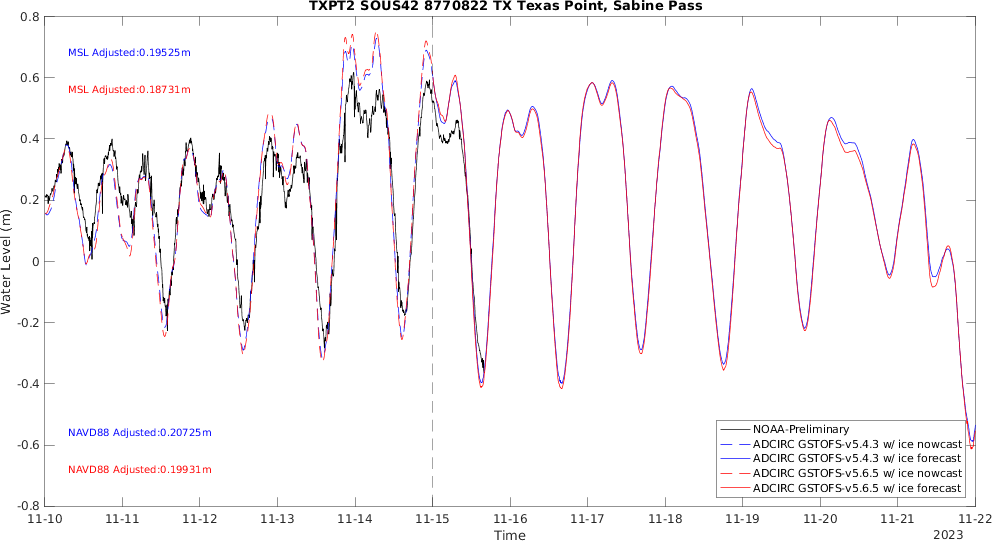 TXPT2 SOUS42 8770822 TX Texas Point, Sabine Pass
0.8
0.6
0.4
0.2
0
-0.2
-0.4
-0.6
-0.8
Water Level (m)
MSL Adjusted:0.19525m
MSL Adjusted:0.18731m
NAVD88 Adjusted:0.20725m
NAVD88 Adjusted:0.19931m
NOAA-Preliminary
ADCIRC GSTOFS-v5.4.3 w/ ice nowcast
ADCIRC GSTOFS-v5.4.3 w/ ice forecast
ADCIRC GSTOFS-v5.6.5 w/ ice nowcast
ADCIRC GSTOFS-v5.6.5 w/ ice forecast
11-10 11-11 11-12 11-13 11-14 11-15 11-16 11-17 11-18 11-19 11-20 11-21 11-22
Time
2023